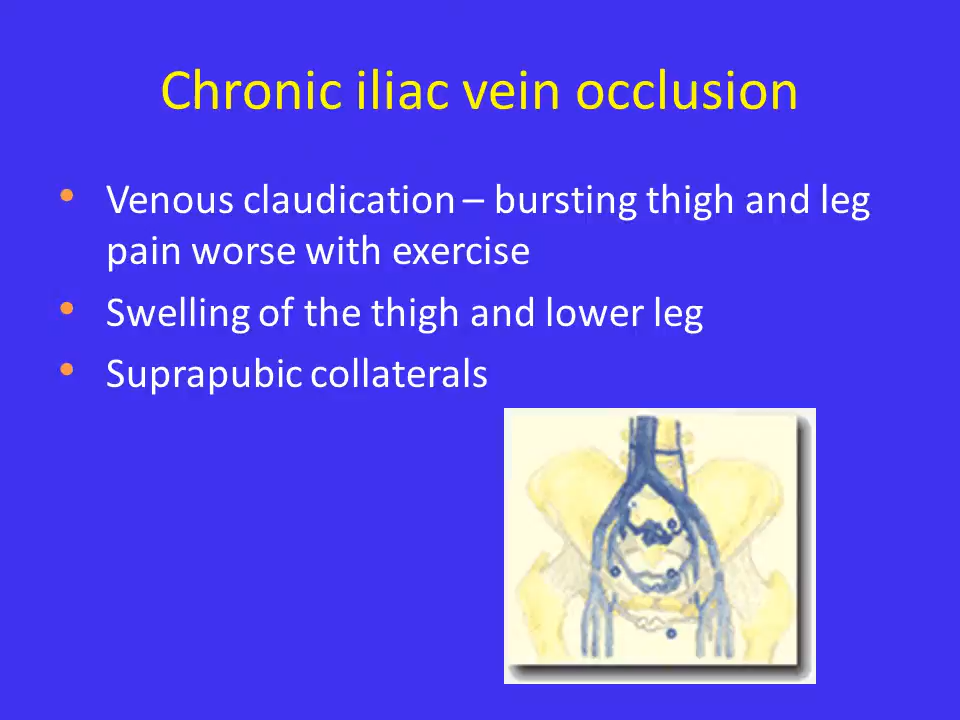 Chronic iliac vein occlusion
• Venous claudication – bursting thigh and leg
pain worse with exercise
• Swelling of the thigh and lower leg
• Suprapubic collaterals